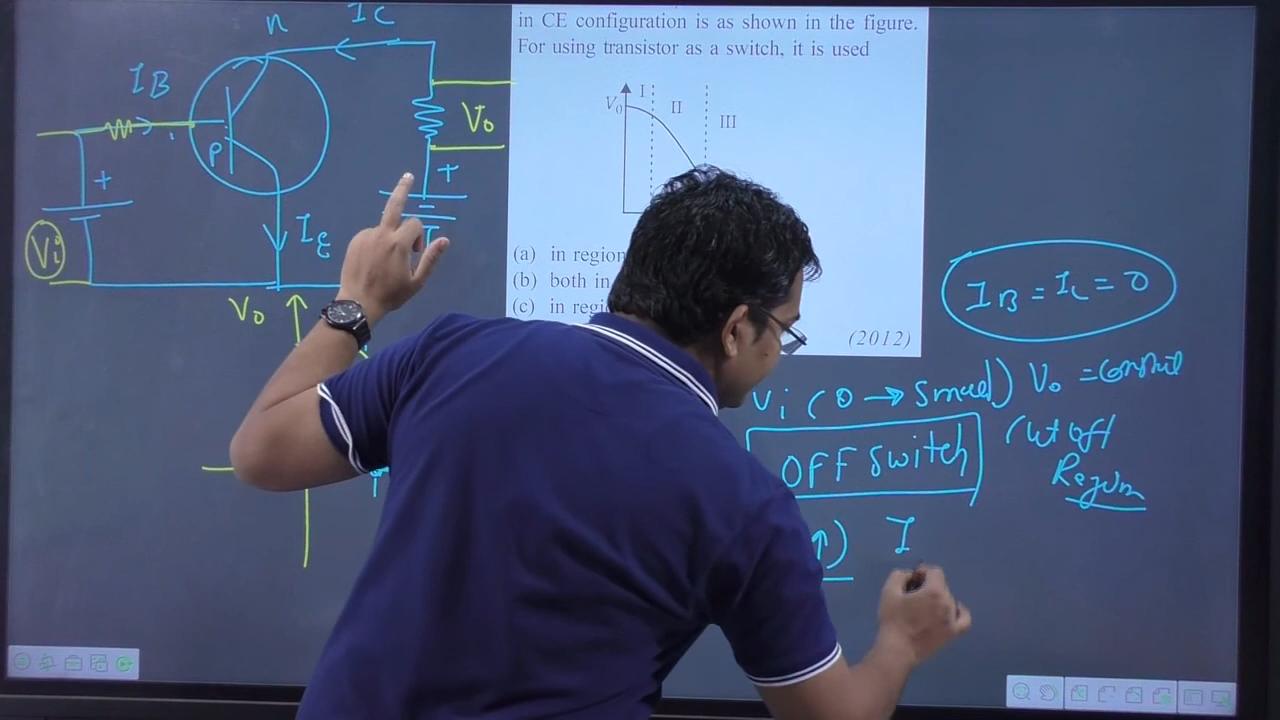 n
IC
IB
P
+
Vi
IE
+
V0
V0
in CE configuration is as shown in the figure.
For using transistor as a switch, it is used
V0
I
II
III
(a) in region
(b) both in
(c) in regi
(2012)
IB = IC = 0
Vi (0 → small) V0 = constant
OFF Switch
Cut off
Region
↑) I